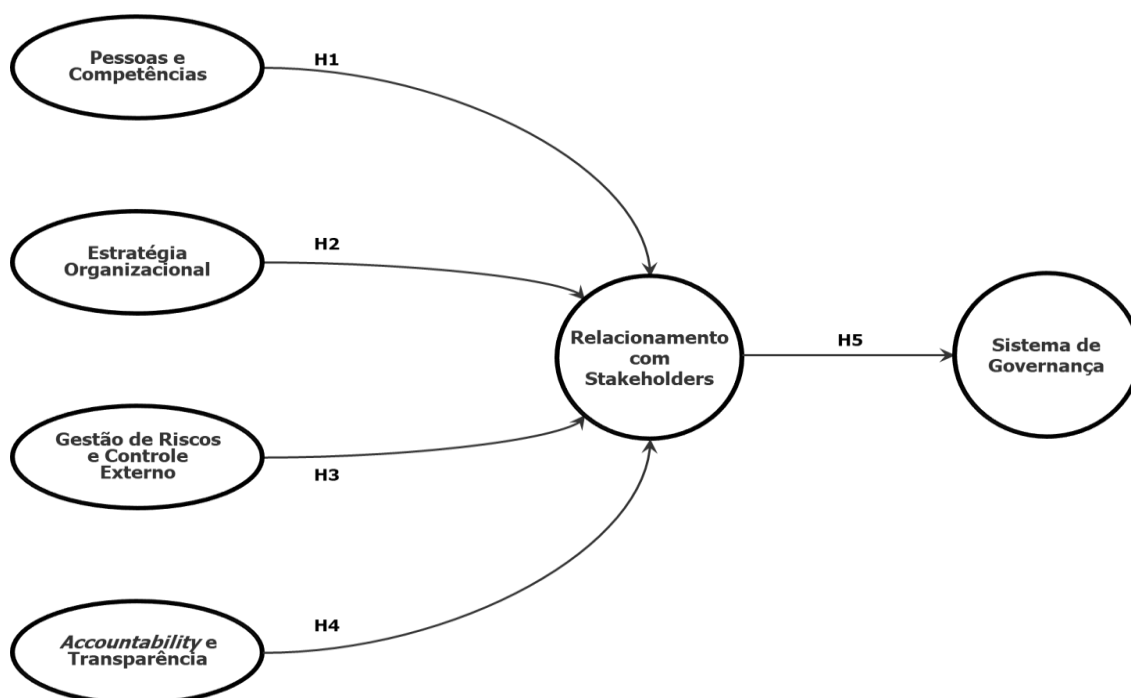 Pessoas e
Competências
H1
Estratégia
Organizacional
H2
Gestão de Riscos
e Controle
Externo
H3
Accountability e
Transparência
H4
Relacionamento
com
Stakeholders
H5
Sistema de
Governança